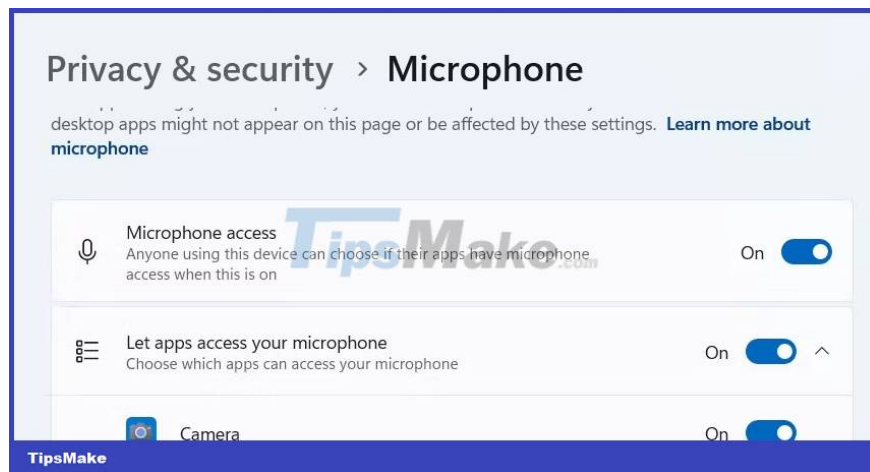 Privacy & security > Microphone
desktop apps might not appear on this page or be affected by these settings. Learn more about
microphone
Microphone access
Anyone using this device can choose if their apps have microphone
access when this is on
On
TipsMake.com
Let apps access your microphone
Choose which apps can access your microphone
On
Camera
On
TipsMake